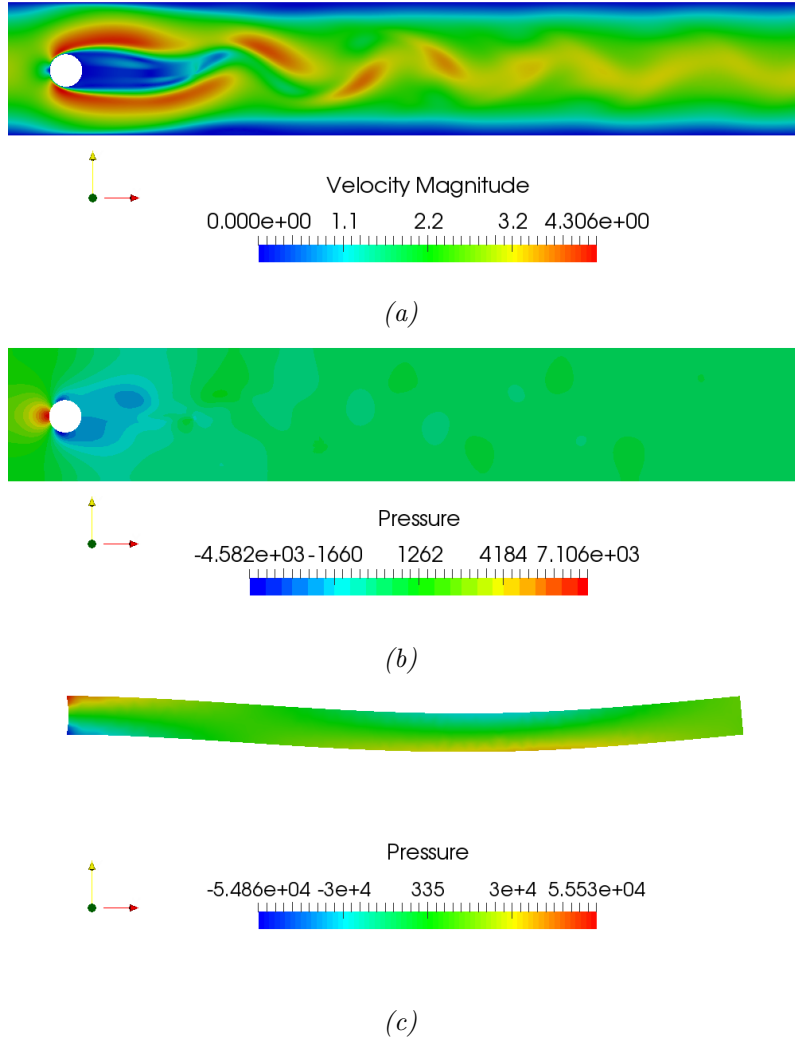 Velocity Magnitude
0.000e+00 1.1 2.2 3.2 4.306e+00
(a)
Pressure
-4.582e+03 -1660 1262 4184 7.106e+03
(b)
Pressure
-5.486e+04 -3e+4 335 3e+4 5.553e+04
(c)